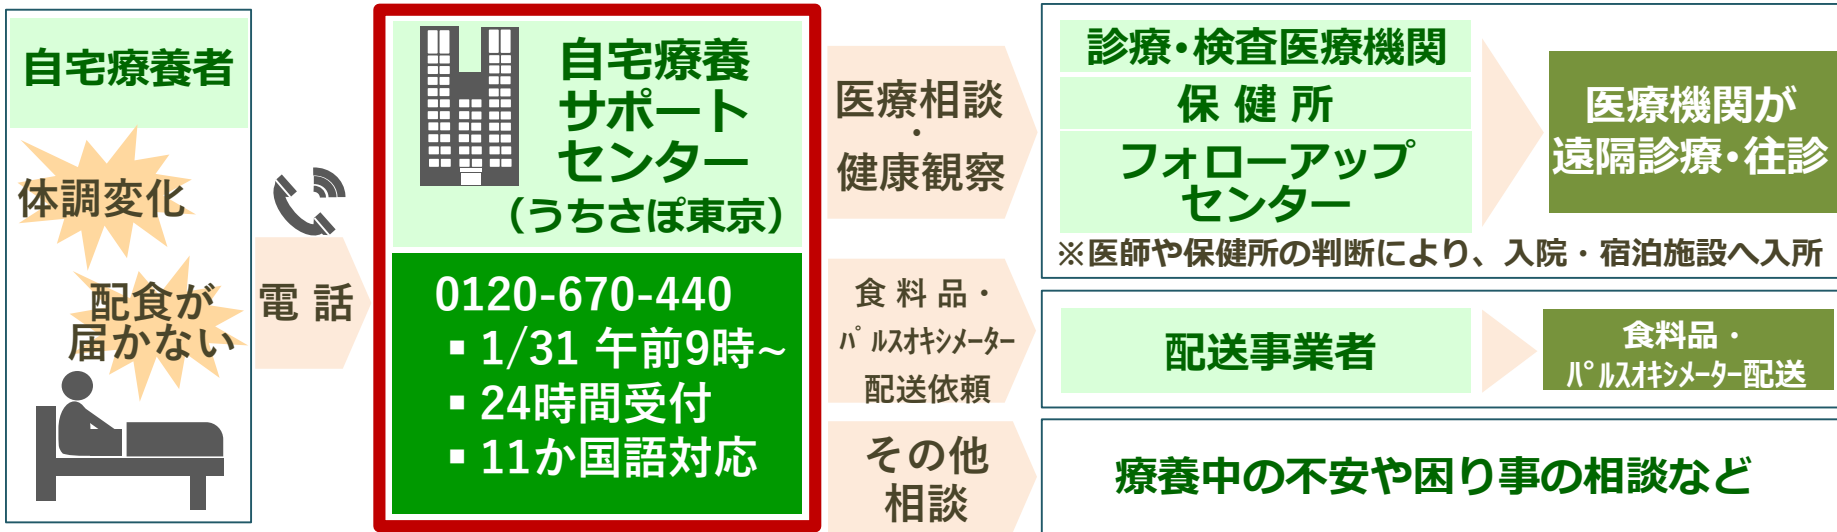 自宅療養者
体調変化
配食が
届かない
電 話
自宅療養
サポート
センター
（うちさぽ東京）
0120-670-440
▪ 1/31 午前9時~
▪ 24時間受付
▪ 11か国語対応
医療相談
・
健康観察
診療・検査医療機関
保 健 所
フォローアップ
センター
医療機関が
遠隔診療・往診
※医師や保健所の判断により、入院・宿泊施設へ入所
食 料 品・
ﾊﾟﾙｽｵｷｼﾒｰﾀｰ
配送依頼
配送事業者
食料品・
ﾊﾟﾙｽｵｷｼﾒｰﾀｰ配送
その他
相談
療養中の不安や困り事の相談など